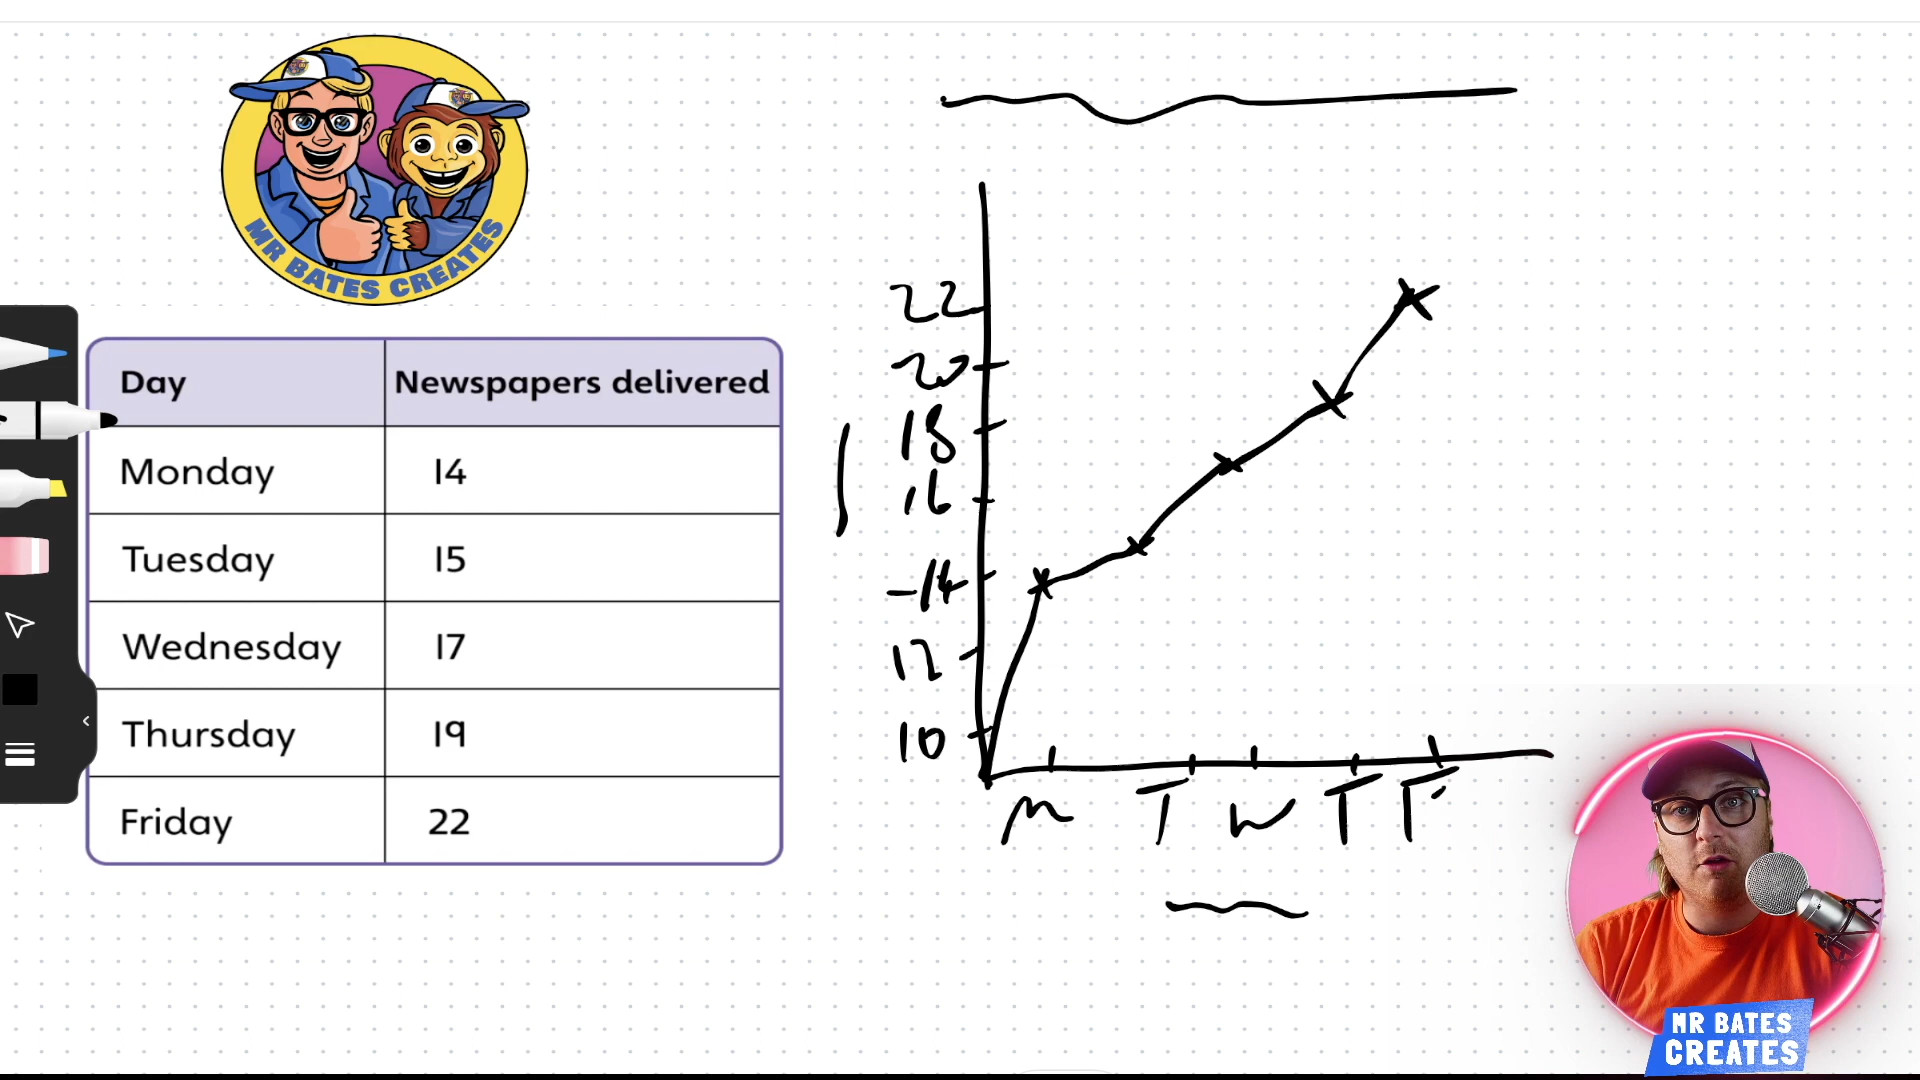 MR BATES CREATES
Day Newspapers delivered
Monday 14
Tuesday 15
Wednesday 17
Thursday 19
Friday 22
22
20
18
16
14
12
10
M T W T F
MR BATES
CREATES